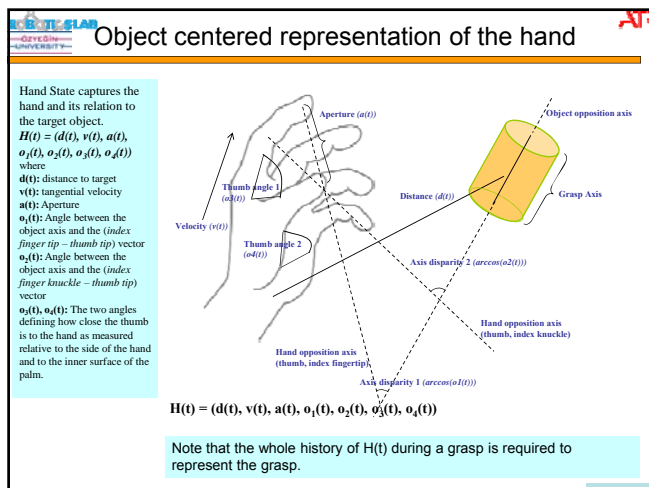 ROBOTICS LAB
ÖZYEĞİN
UNIVERSITY
Object centered representation of the hand
Hand State captures the
hand and its relation to
the target object.
H(t) = (d(t), v(t), a(t),
o1(t), o2(t), o3(t), o4(t))
where
d(t): distance to target
v(t): tangential velocity
a(t): Aperture
o1(t): Angle between the
object axis and the (index
finger tip – thumb tip) vector
o2(t): Angle between the
object axis and the (index
finger knuckle – thumb tip)
vector
o3(t), o4(t): The two angles
defining how close the thumb
is to the hand as measured
relative to the side of the hand
and to the inner surface of the
palm.
Aperture (a(t))
Object opposition axis
Thumb angle 1
(o3(t))
Distance (d(t))
Grasp Axis
Velocity (v(t))
Thumb angle 2
(o4(t))
Axis disparity 2 (arccos(o2(t)))
Hand opposition axis
(thumb, index knuckle)
Hand opposition axis
(thumb, index fingertip)
Axis disparity 1 (arccos(o1(t)))
H(t) = (d(t), v(t), a(t), o1(t), o2(t), o3(t), o4(t))
Note that the whole history of H(t) during a grasp is required to
represent the grasp.